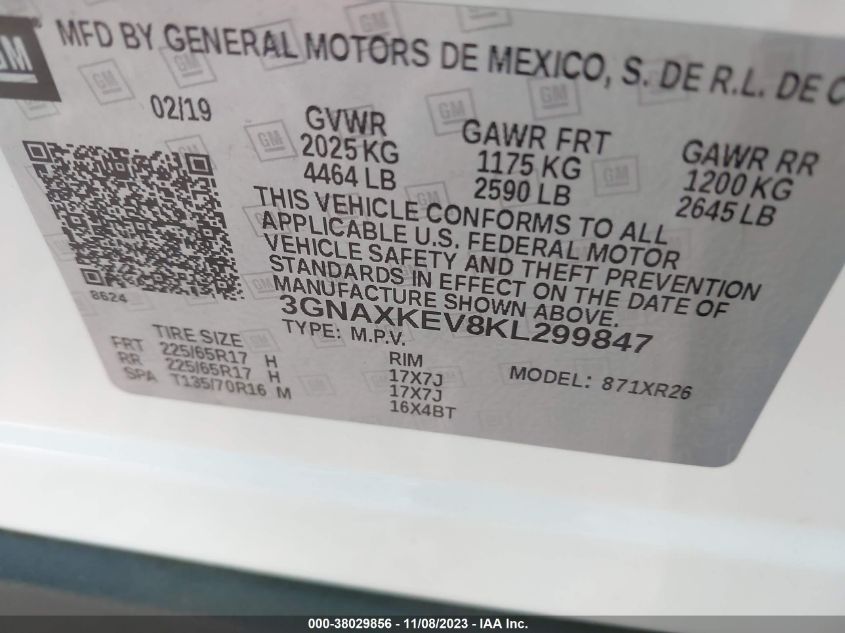 GM
MFD BY GENERAL MOTORS DE MEXICO, S. DE R.L. DE C
02/19
GVWR
2025 KG
4464 LB
GAWR FRT
1175 KG
2590 LB
GAWR RR
1200 KG
2645 LB
THIS VEHICLE CONFORMS TO ALL
APPLICABLE U.S. FEDERAL MOTOR
VEHICLE SAFETY AND THEFT PREVENTION
STANDARDS IN EFFECT ON THE DATE OF
MANUFACTURE SHOWN ABOVE.
8624
3GNAXKEV8KL299847
TYPE: M.P.V.
MODEL: 871XR26
TIRE SIZE
RIM
FRT 225/65R17 H 17X7J
RR 225/65R17 H 17X7J
SPA T135/70R16 M 16X4BT
000-38029856 - 11/08/2023 - IAA Inc.